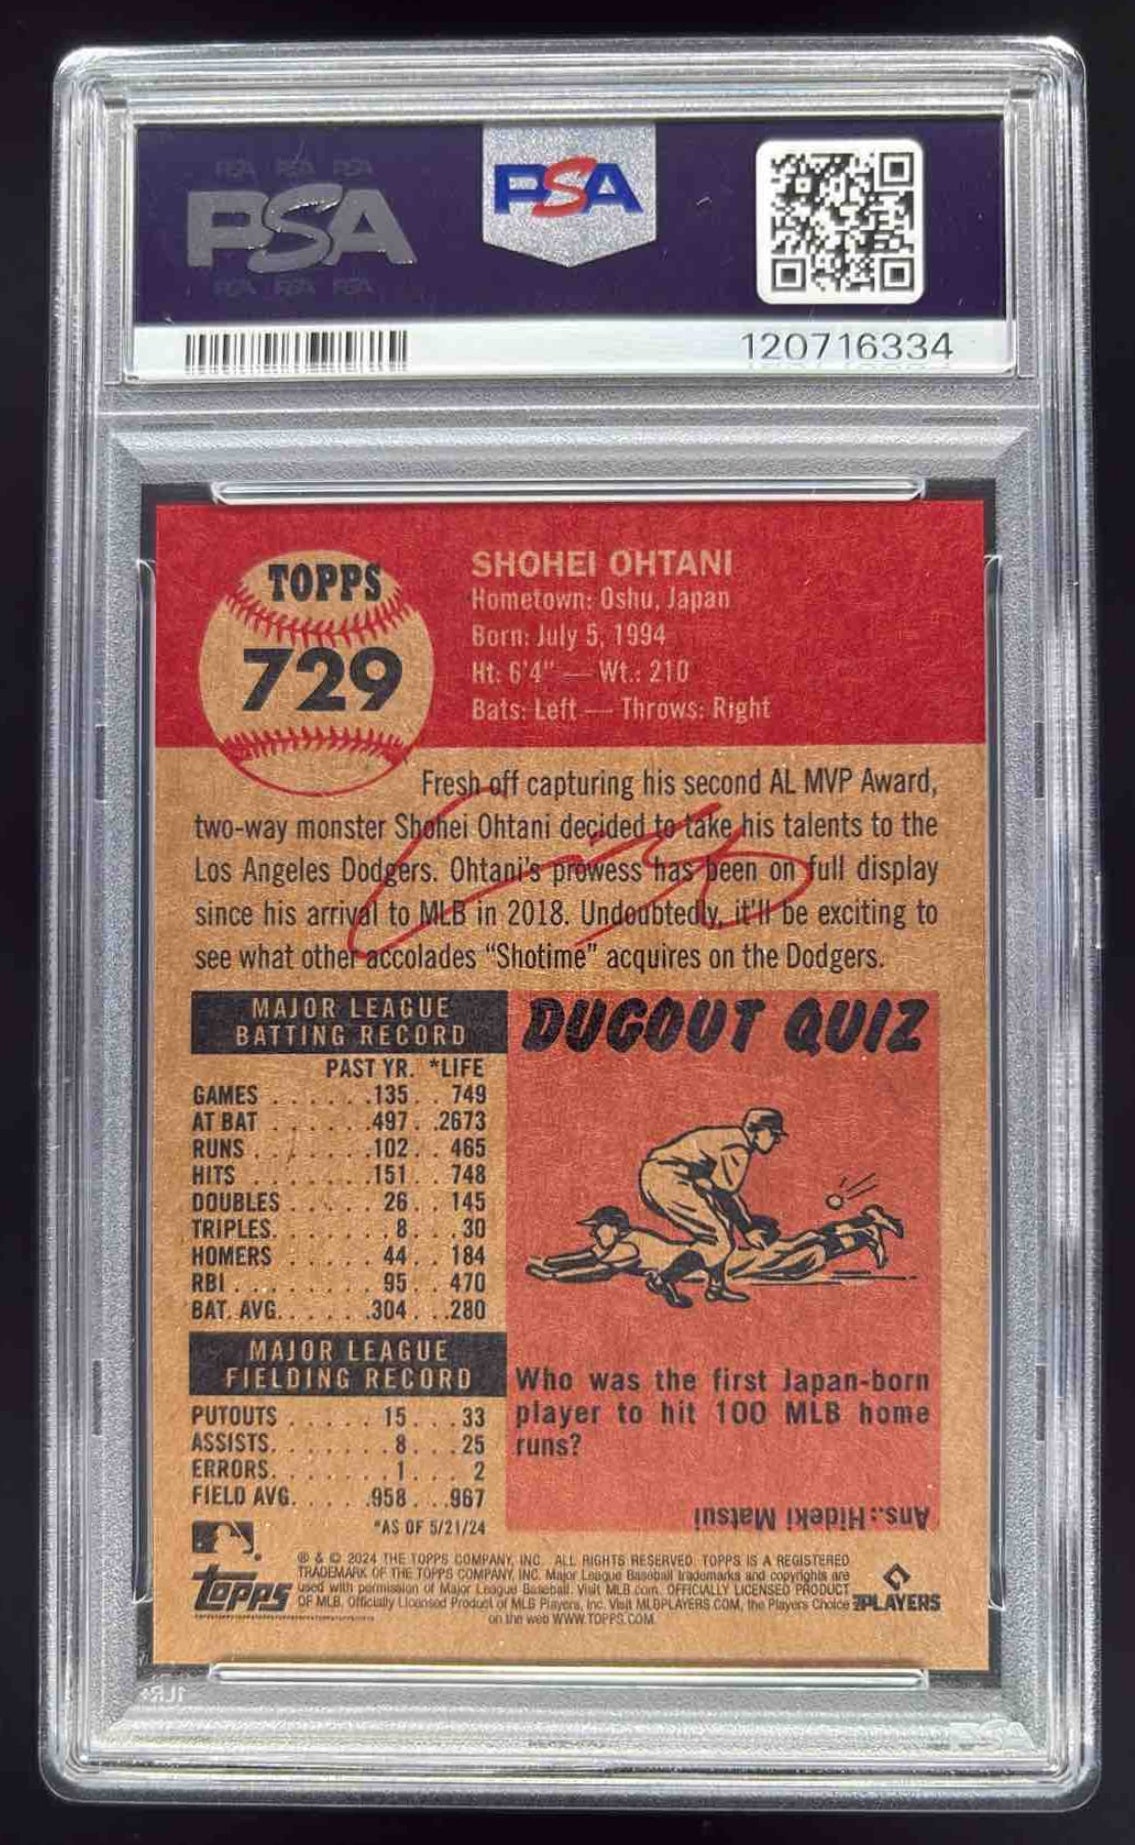 PSA PSA PSA
PSA
PSA PSA PSA
PSA
120716334
TOPPS
729
SHOHEI OHTANI
Hometown: Oshu, Japan
Born: July 5, 1994
Ht: 6'4" — Wt.: 210
Bats: Left — Throws: Right
Fresh off capturing his second AL MVP Award,
two-way monster Shohei Ohtani decided to take his talents to the
Los Angeles Dodgers. Ohtani's prowess has been on full display
since his arrival to MLB in 2018. Undoubtedly, it'll be exciting to
see what other accolades “Shotime” acquires on the Dodgers.
MAJOR LEAGUE
BATTING RECORD
PAST YR. *LIFE
GAMES . . . . . .135 . . 749
AT BAT . . . . . .497 . .2673
RUNS . . . . . . .102 . . 465
HITS . . . . . . .151 . . 748
DOUBLES . . . . . 26 . . 145
TRIPLES. . . . . . . 8 . . .30
HOMERS . . . . . 44 . . 184
RBI . . . . . . . . 95 . . 470
BAT. AVG. . . . . .304 . . .280
MAJOR LEAGUE
FIELDING RECORD
PUTOUTS . . . . . 15 . . .33
ASSISTS. . . . . . . 8 . . .25
ERRORS. . . . . . . 1 . . . 2
FIELD AVG. . . . .958 . . .967
*AS OF 5/21/24
DUGOUT QUIZ
Who was the first Japan-born
player to hit 100 MLB home
runs?
Ans.: Hideki Matsui
® & © 2024 THE TOPPS COMPANY, INC. ALL RIGHTS RESERVED. TOPPS IS A REGISTERED
TRADEMARK OF THE TOPPS COMPANY, INC. Major League Baseball trademarks and copyrights are
used with permission of Major League Baseball. Visit MLB.com. OFFICIALLY LICENSED PRODUCT
OF MLB. Officially Licensed Product of MLB Players, Inc. Visit MLBPLAYERS.COM, the Players Choice
on the web WWW.TOPPS.COM.
topps
PLAYERS